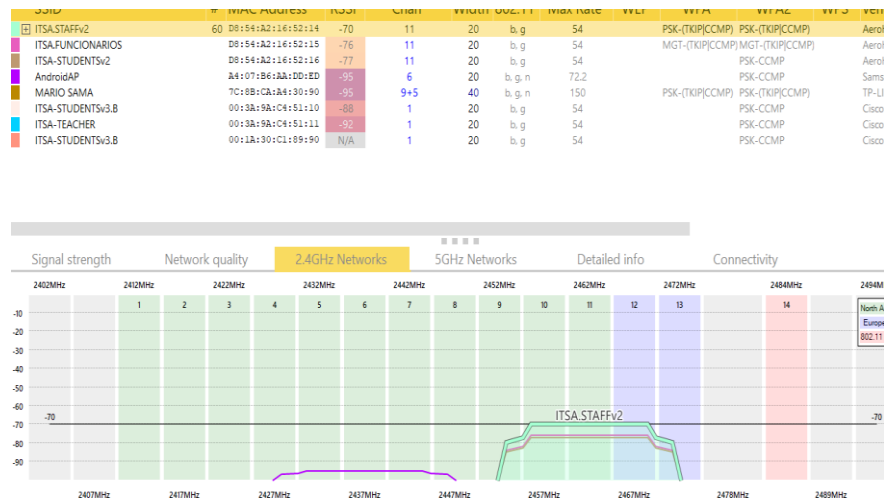 SSID # MAC Address RSSI Chan Width 802.11 Max Rate WEP WPA WPA2 WPS
ITSA.STAFFv2 60 D8:54:A2:16:52:14 -70 11 20 b, g 54 PSK-(TKIP|CCMP) PSK-(TKIP|CCMP)
ITSA.FUNCIONARIOS D8:54:A2:16:52:15 -76 11 20 b, g 54 MGT-(TKIP|CCMP) MGT-(TKIP|CCMP)
ITSA-STUDENTSv2 D8:54:A2:16:52:16 -77 11 20 b, g 54 PSK-CCMP
AndroidAP A4:07:B6:AA:DD:ED -95 6 20 b, g, n 72.2 PSK-CCMP
MARIO SAMA 7C:8B:CA:A4:30:90 -95 9+5 40 b, g, n 150 PSK-(TKIP|CCMP) PSK-(TKIP|CCMP) TP-LI
ITSA-STUDENTSv3.B 00:3A:9A:C4:51:10 -88 1 20 b, g 54 PSK-CCMP Cisco
ITSA-TEACHER 00:3A:9A:C4:51:11 -92 1 20 b, g 54 PSK-CCMP Cisco
ITSA-STUDENTSv3.B 00:1A:30:C1:89:90 N/A 1 20 b, g 54 PSK-CCMP Cisco
Signal strength Network quality 2.4GHz Networks 5GHz Networks Detailed info Connectivity
2402MHz 2412MHz 2422MHz 2432MHz 2442MHz 2452MHz 2462MHz 2472MHz 2484MHz
1 2 3 4 5 6 7 8 9 10 11 12 13 14
North A
Europe
802.11
-10
-20
-30
-40
-50
-60
-70 ITSA.STAFFv2 -70
-70
-80
-90
2407MHz 2417MHz 2427MHz 2437MHz 2447MHz 2457MHz 2467MHz 2478MHz 2489MHz